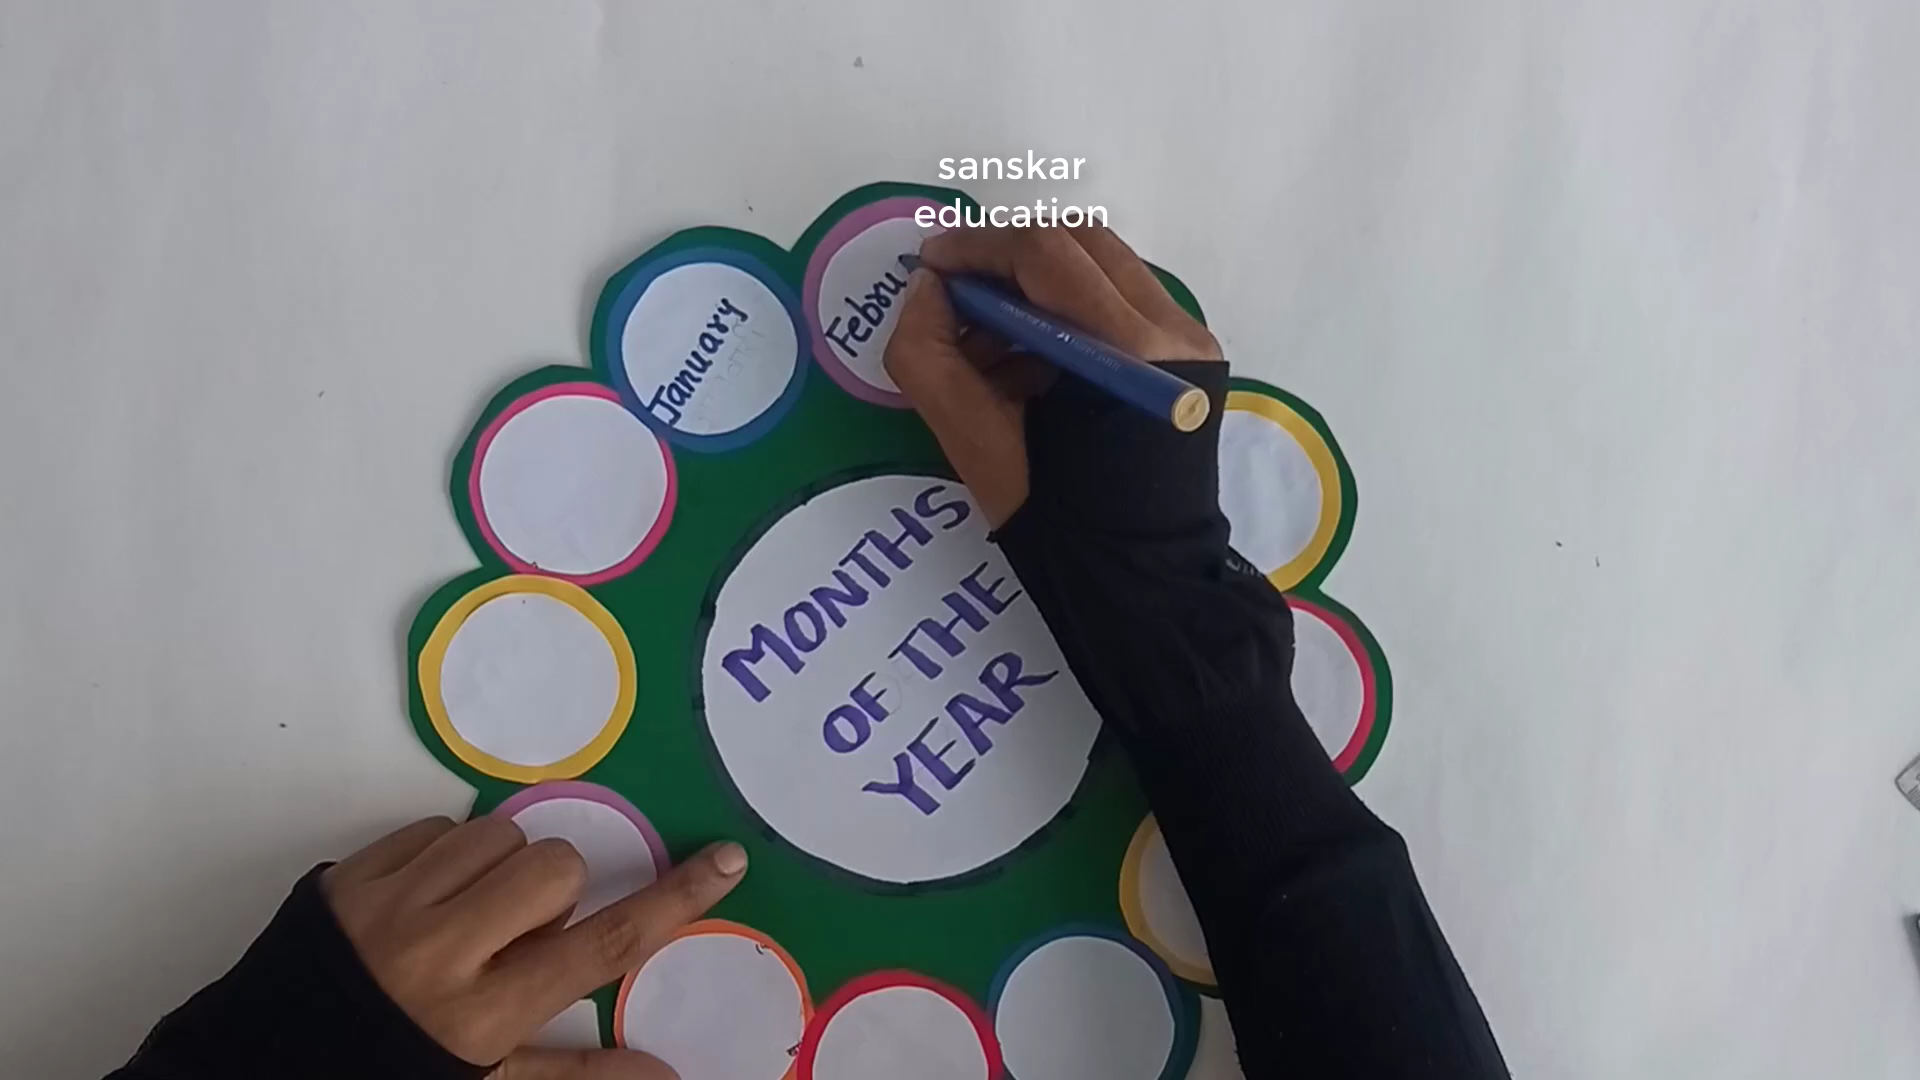 sanskar
education
January
Febru
MONTHS
OF THE
YEAR